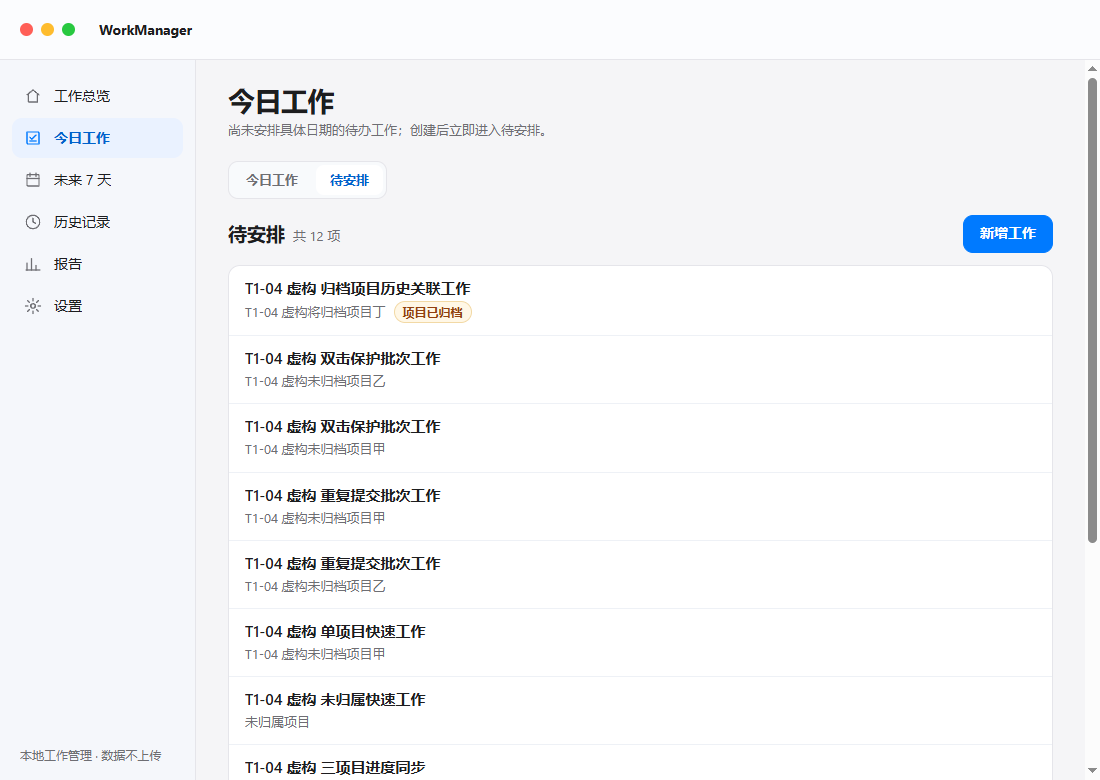 WorkManager
工作总览
今日工作
未来 7 天
历史记录
报告
设置
本地工作管理 · 数据不上传
今日工作
尚未安排具体日期的待办工作；创建后立即进入待安排。
今日工作 待安排
待安排 共 12 项
新增工作
T1-04 虚构 归档项目历史关联工作
T1-04 虚构将归档项目丁 项目已归档
T1-04 虚构 双击保护批次工作
T1-04 虚构未归档项目乙
T1-04 虚构 双击保护批次工作
T1-04 虚构未归档项目甲
T1-04 虚构 重复提交批次工作
T1-04 虚构未归档项目甲
T1-04 虚构 重复提交批次工作
T1-04 虚构未归档项目乙
T1-04 虚构 单项目快速工作
T1-04 虚构未归档项目甲
T1-04 虚构 未归属快速工作
未归属项目
T1-04 虚构 三项目进度同步